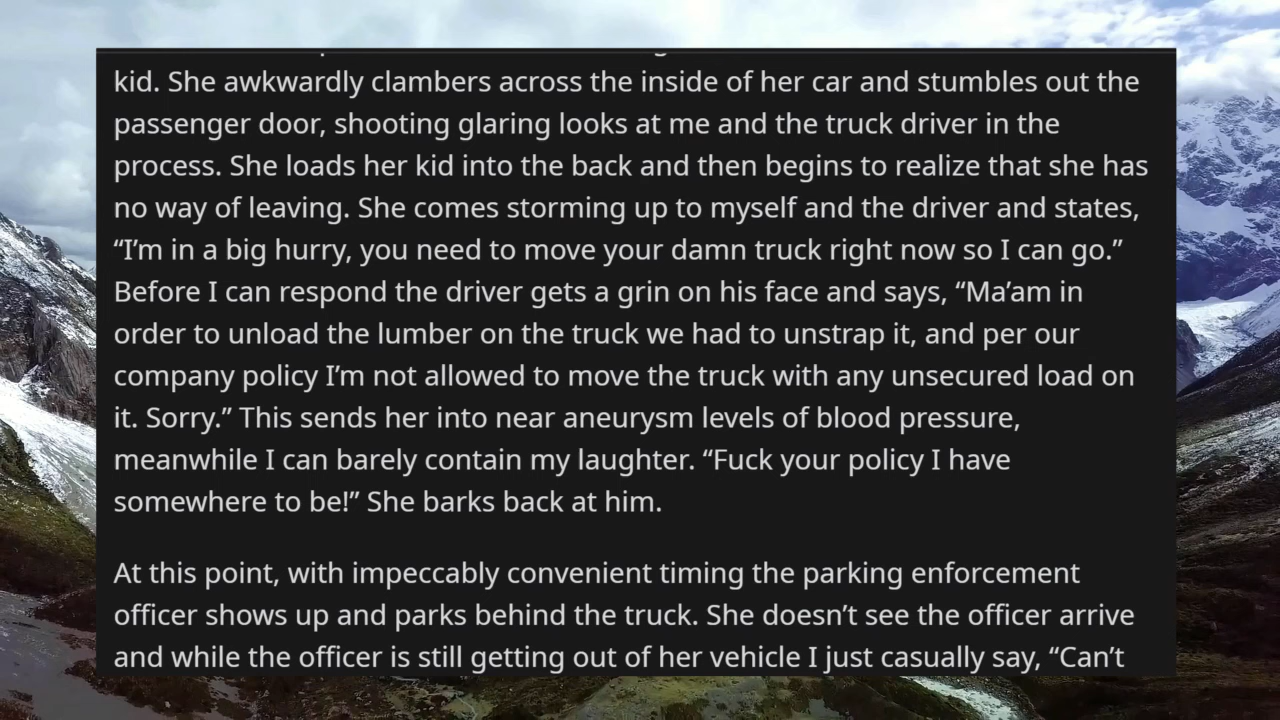 kid. She awkwardly clambers across the inside of her car and stumbles out the
passenger door, shooting glaring looks at me and the truck driver in the
process. She loads her kid into the back and then begins to realize that she has
no way of leaving. She comes storming up to myself and the driver and states,
“I’m in a big hurry, you need to move your damn truck right now so I can go.”
Before I can respond the driver gets a grin on his face and says, “Ma’am in
order to unload the lumber on the truck we had to unstrap it, and per our
company policy I’m not allowed to move the truck with any unsecured load on
it. Sorry.” This sends her into near aneurysm levels of blood pressure,
meanwhile I can barely contain my laughter. “Fuck your policy I have
somewhere to be!” She barks back at him.
At this point, with impeccably convenient timing the parking enforcement
officer shows up and parks behind the truck. She doesn’t see the officer arrive
and while the officer is still getting out of her vehicle I just casually say, “Can’t